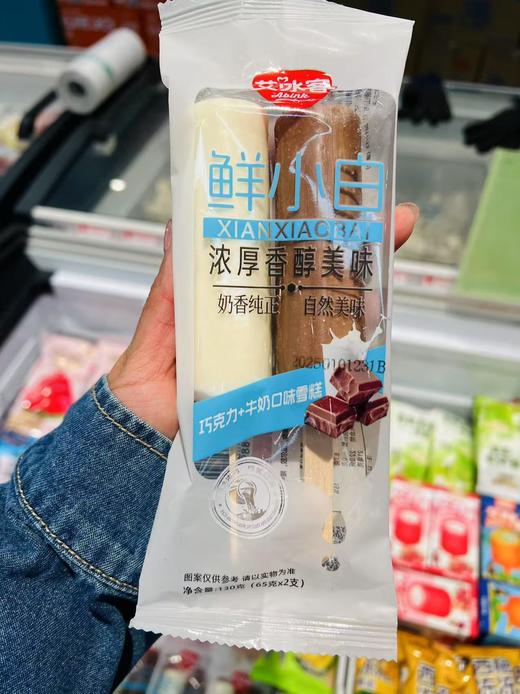 艾冰客
Abink
鲜小白
XIANXIAOBAI
浓厚香醇美味
奶香纯正
自然美味
20250101231B
巧克力+牛奶口味雪糕
图案仅供参考 请以实物为准
净含量:130克(65克×2支)